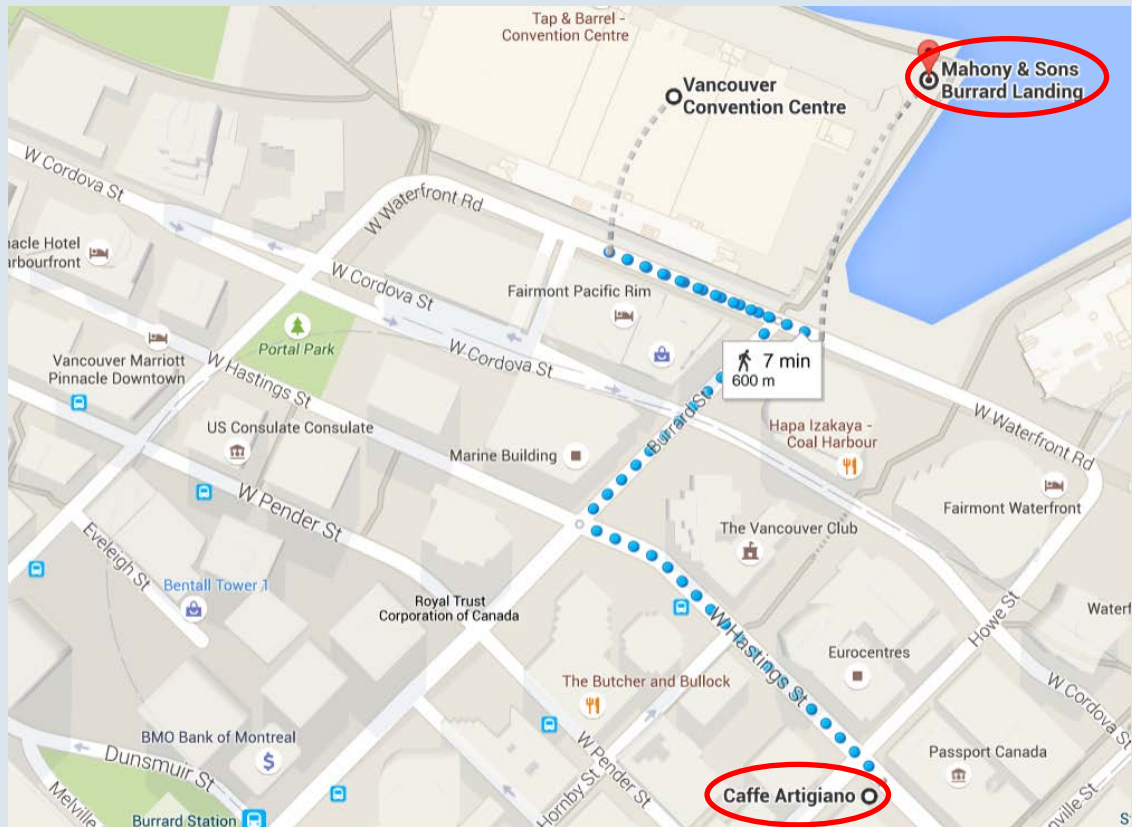 Tap & Barrel -
Convention Centre
Mahony & Sons
Burrard Landing
Vancouver
Convention Centre
W Cordova St
W Waterfront Rd
nacle Hotel
rbourfront
W Cordova St
Fairmont Pacific Rim
Portal Park
W Cordova St
Vancouver Marriott
Pinnacle Downtown
W Hastings St
7 min
600 m
Burrard St
W Waterfront Rd
Hapa Izakaya -
Coal Harbour
US Consulate Consulate
Marine Building
W Pender St
Fairmont Waterfront
The Vancouver Club
Eveleigh St
Bentall Tower 1
Royal Trust
Corporation of Canada
Howe St
Waterf
W Hastings St
Eurocentres
The Butcher and Bullock
W Cordova St
BMO Bank of Montreal
$
W Pender St
Passport Canada
Dunsmuir St
Hornby St
Caffe Artigiano
Melville
Burrard Station
nville St
S